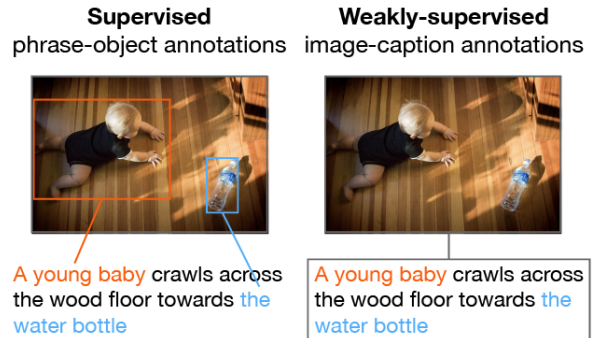 Supervised
phrase-object annotations
Weakly-supervised
image-caption annotations
A young baby crawls across
the wood floor towards the
water bottle
A young baby crawls across
the wood floor towards the
water bottle